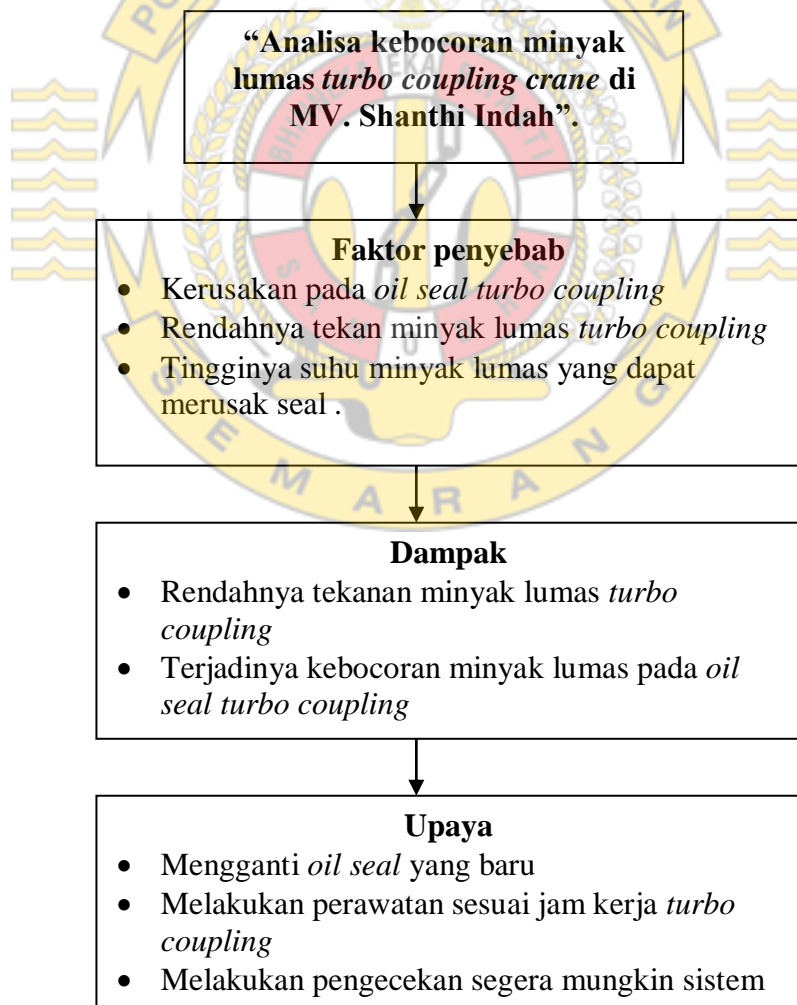 “Analisa kebocoran minyak
lumas turbo coupling crane di
MV. Shanthi Indah”.
Faktor penyebab
• Kerusakan pada oil seal turbo coupling
• Rendahnya tekan minyak lumas turbo coupling
• Tingginya suhu minyak lumas yang dapat
merusak seal .
Dampak
• Rendahnya tekanan minyak lumas turbo
coupling
• Terjadinya kebocoran minyak lumas pada oil
seal turbo coupling
Upaya
• Mengganti oil seal yang baru
• Melakukan perawatan sesuai jam kerja turbo
coupling
• Melakukan pengecekan segera mungkin sistem
SEMARANG